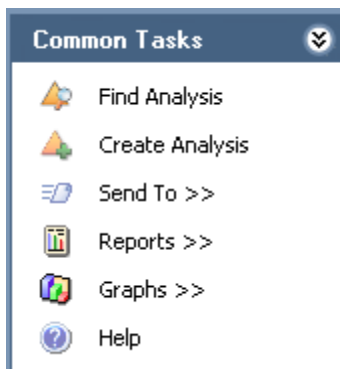 Common Tasks
Find Analysis
Create Analysis
Send To >>
Reports >>
Graphs >>
Help